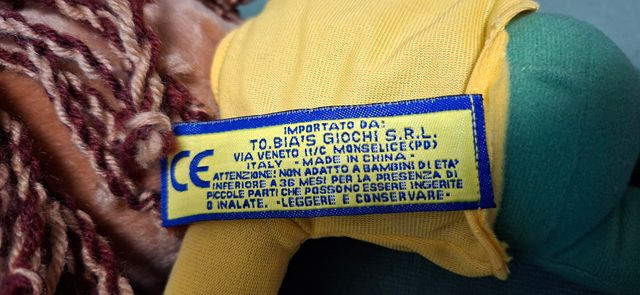 IMPORTATO DA:
TO.BIA'S GIOCHI S.R.L.
VIA VENETO 11/C MONSELICE(PD)
ITALY - MADE IN CHINA -
CE
ATTENZIONE! NON ADATTO A BAMBINI DI ETA'
INFERIORE A 36 MESI PER LA PRESENZA DI
PICCOLE PARTI CHE POSSONO ESSERE INGERITE
O INALATE. -LEGGERE E CONSERVARE-